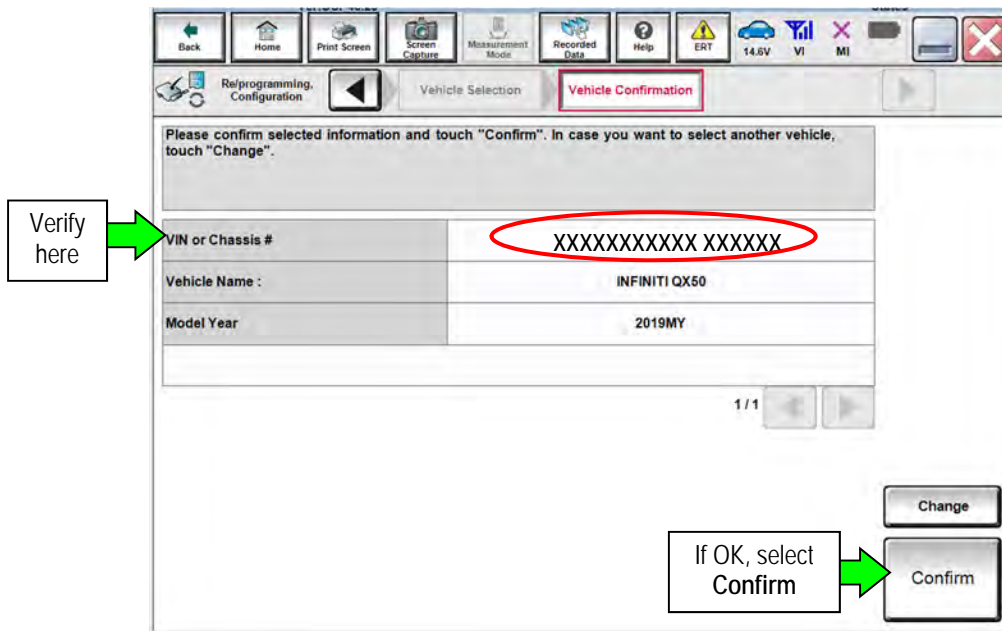 Back
Home
Print Screen
Screen
Capture
Measurement
Mode
Recorded
Data
Help
ERT
14.6V
VI
MI
Re/programming,
Configuration
Vehicle Selection
Vehicle Confirmation
Please confirm selected information and touch "Confirm". In case you want to select another vehicle,
touch "Change".
Verify
here
VIN or Chassis #
XXXXXXXXXXX XXXXXX
Vehicle Name :
INFINITI QX50
Model Year
2019MY
1/1
Change
If OK, select
Confirm
Confirm